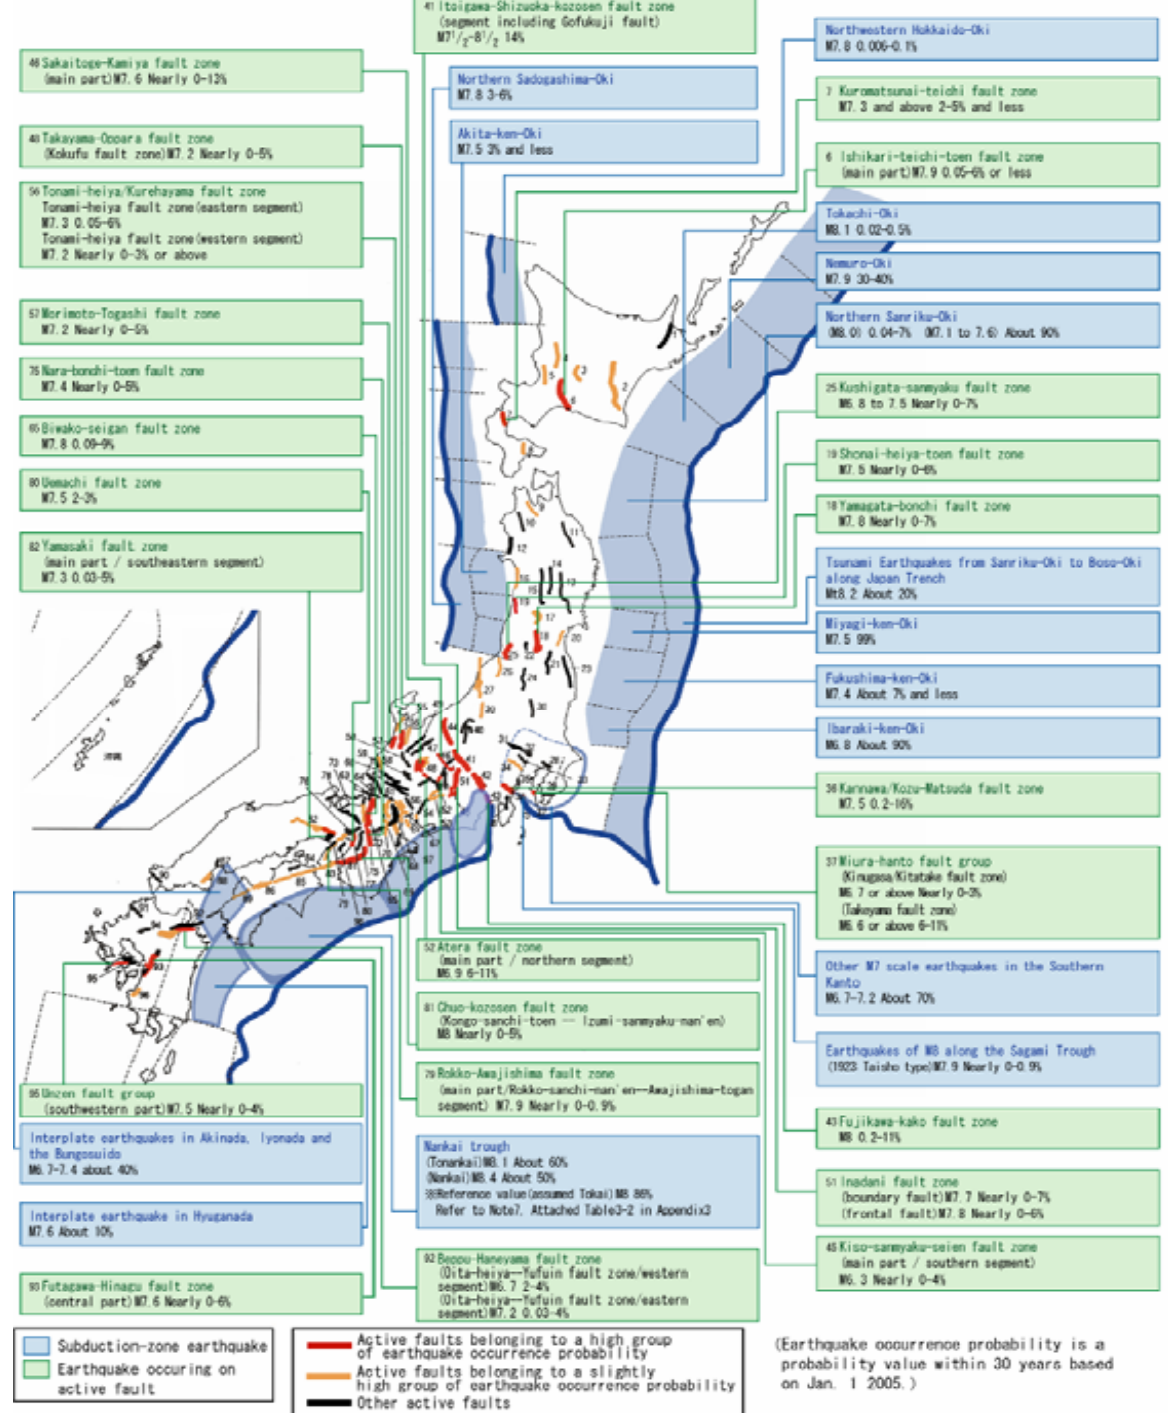 41 Itoigawa-Shizuoka-kozosen fault zone
(segment including Gofukuji fault)
M7 1/2-8 1/2 14%
Northwestern Hokkaido-Oki
M7.8 0.006-0.1%
46 Sakaitoge-Kamiya fault zone
(main part)M7.6 Nearly 0-13%
Northern Sadogashima-Oki
M7.8 3-6%
7 Kuromatsunai-teichi fault zone
M7.3 and above 2-5% and less
48 Takayama-Oppara fault zone
(Kokufu fault zone)M7.2 Nearly 0-5%
Akita-ken-Oki
M7.5 3% and less
6 Ishikari-teichi-toen fault zone
(main part)M7.9 0.05-6% or less
56 Tonami-heiya/Kurehayama fault zone
Tonami-heiya fault zone(eastern segment)
M7.3 0.05-6%
Tonami-heiya fault zone(western segment)
M7.2 Nearly 0-3% or above
Tokachi-Oki
M8.1 0.02-0.5%
Nemuro-Oki
M7.9 30-40%
57 Morimoto-Togashi fault zone
M7.2 Nearly 0-5%
Northern Sanriku-Oki
(M8.0) 0.04-7% (M7.1 to 7.6) About 90%
75 Nara-bonchi-toen fault zone
M7.4 Nearly 0-5%
25 Kushigata-sanmyaku fault zone
M6.8 to 7.5 Nearly 0-7%
65 Biwako-seigan fault zone
M7.8 0.09-9%
19 Shonai-heiya-toen fault zone
M7.5 Nearly 0-6%
80 Uemachi fault zone
M7.5 2-3%
18 Yamagata-bonchi fault zone
M7.8 Nearly 0-7%
82 Yamasaki fault zone
(main part / southeastern segment)
M7.3 0.03-5%
Tsunami Earthquakes from Sanriku-Oki to Boso-Oki
along Japan Trench
Mt8.2 About 20%
Miyagi-ken-Oki
M7.5 99%
Fukushima-ken-Oki
M7.4 About 7% and less
Ibaraki-ken-Oki
M6.8 About 90%
36 Kannawa/Kozu-Matsuda fault zone
M7.5 0.2-16%
37 Miura-hanto fault group
(Kinugasa/Kitatake fault zone)
M6.7 or above Nearly 0-3%
(Takeyama fault zone)
M6.6 or above 6-11%
52 Atera fault zone
(main part / northern segment)
M6.9 6-11%
Other M7 scale earthquakes in the Southern
Kanto
M6.7-7.2 About 70%
81 Chuo-kozosen fault zone
(Kongo-sanchi-toen -- Izumi-sanmyaku-nan'en)
M8 Nearly 0-5%
Earthquakes of M8 along the Sagami Trough
(1923 Taisho type)M7.9 Nearly 0-0.9%
79 Rokko-Awajishima fault zone
(main part/Rokko-sanchi-nan'en--Awajishima-togan
segment) M7.9 Nearly 0-0.9%
95 Unzen fault group
(southwestern part)M7.5 Nearly 0-4%
43 Fujikawa-kako fault zone
M8 0.2-11%
Interplate earthquakes in Akinada, Iyonada and
the Bungosuido
M6.7-7.4 about 40%
Nankai trough
(Tonankai)M8.1 About 60%
(Nankai)M8.4 About 50%
※Reference value(assumed Tokai)M8 86%
Refer to Note7, Attached Table3-2 in Appendix3
51 Inadani fault zone
(boundary fault)M7.7 Nearly 0-7%
(frontal fault)M7.8 Nearly 0-6%
Interplate earthquake in Hyuganada
M7.6 About 10%
45 Kiso-sanmyaku-seien fault zone
(main part / southern segment)
M6.3 Nearly 0-4%
92 Beppu-Haneyama fault zone
(Oita-heiya--Yufuin fault zone/western
segment)M6.7 2-4%
(Oita-heiya--Yufuin fault zone/eastern
segment)M7.2 0.03-4%
93 Futagawa-Hinagu fault zone
(central part)M7.6 Nearly 0-6%
Subduction-zone earthquake
Earthquake occuring on
active fault
Active faults belonging to a high group
of earthquake occurrence probability
Active faults belonging to a slightly
high group of earthquake occurrence probability
Other active faults
(Earthquake occurrence probability is a
probability value within 30 years based
on Jan. 1 2005.)